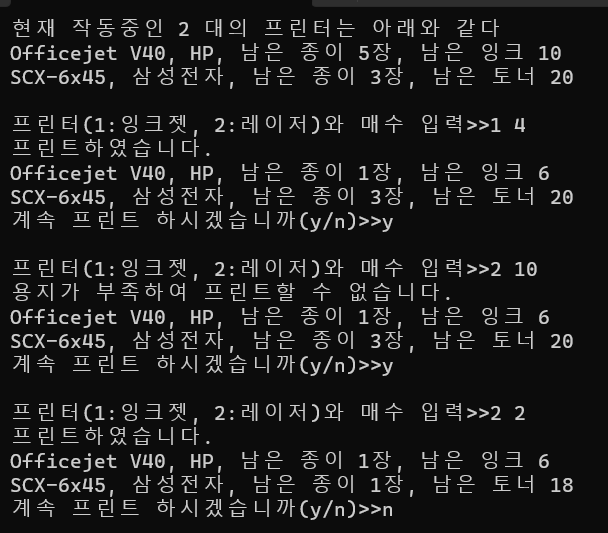 현재 작동중인 2 대의 프린터는 아래와 같다
Officejet V40, HP, 남은 종이 5장, 남은 잉크 10
SCX-6x45, 삼성전자, 남은 종이 3장, 남은 토너 20
프린터(1:잉크젯, 2:레이저)와 매수 입력>>1 4
프린트하였습니다.
Officejet V40, HP, 남은 종이 1장, 남은 잉크 6
SCX-6x45, 삼성전자, 남은 종이 3장, 남은 토너 20
계속 프린트 하시겠습니까(y/n)>>y
프린터(1:잉크젯, 2:레이저)와 매수 입력>>2 10
용지가 부족하여 프린트할 수 없습니다.
Officejet V40, HP, 남은 종이 1장, 남은 잉크 6
SCX-6x45, 삼성전자, 남은 종이 3장, 남은 토너 20
계속 프린트 하시겠습니까(y/n)>>y
프린터(1:잉크젯, 2:레이저)와 매수 입력>>2 2
프린트하였습니다.
Officejet V40, HP, 남은 종이 1장, 남은 잉크 6
SCX-6x45, 삼성전자, 남은 종이 1장, 남은 토너 18
계속 프린트 하시겠습니까(y/n)>>n